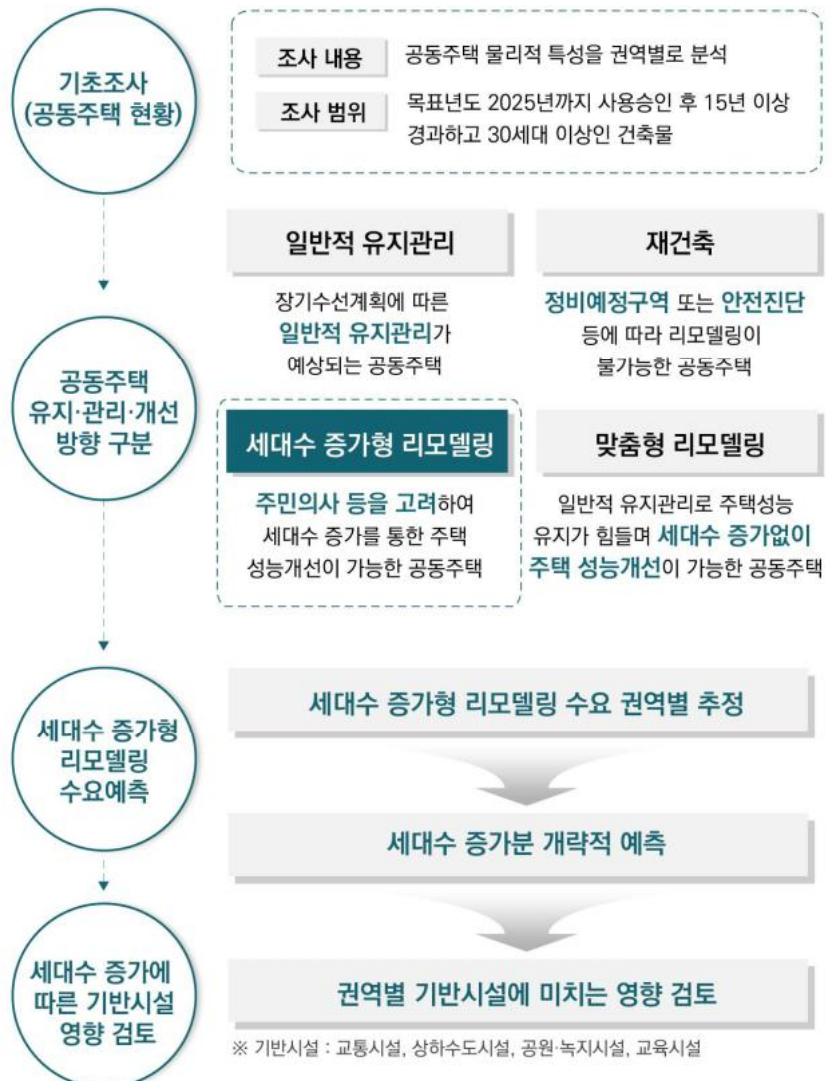 기초조사
(공동주택 현황)
조사 내용
공동주택 물리적 특성을 권역별로 분석
조사 범위
목표년도 2025년까지 사용승인 후 15년 이상
경과하고 30세대 이상인 건축물
공동주택
유지·관리·개선
방향 구분
일반적 유지관리
장기수선계획에 따른
일반적 유지관리가
예상되는 공동주택
재건축
정비예정구역 또는 안전진단
등에 따라 리모델링이
불가능한 공동주택
세대수 증가형 리모델링
주민의사 등을 고려하여
세대수 증가를 통한 주택
성능개선이 가능한 공동주택
맞춤형 리모델링
일반적 유지관리로 주택성능
유지가 힘들며 세대수 증가없이
주택 성능개선이 가능한 공동주택
세대수 증가형
리모델링
수요예측
세대수 증가형 리모델링 수요 권역별 추정
세대수 증가분 개략적 예측
세대수 증가에
따른 기반시설
영향 검토
권역별 기반시설에 미치는 영향 검토
※ 기반시설 : 교통시설, 상하수도시설, 공원·녹지시설, 교육시설